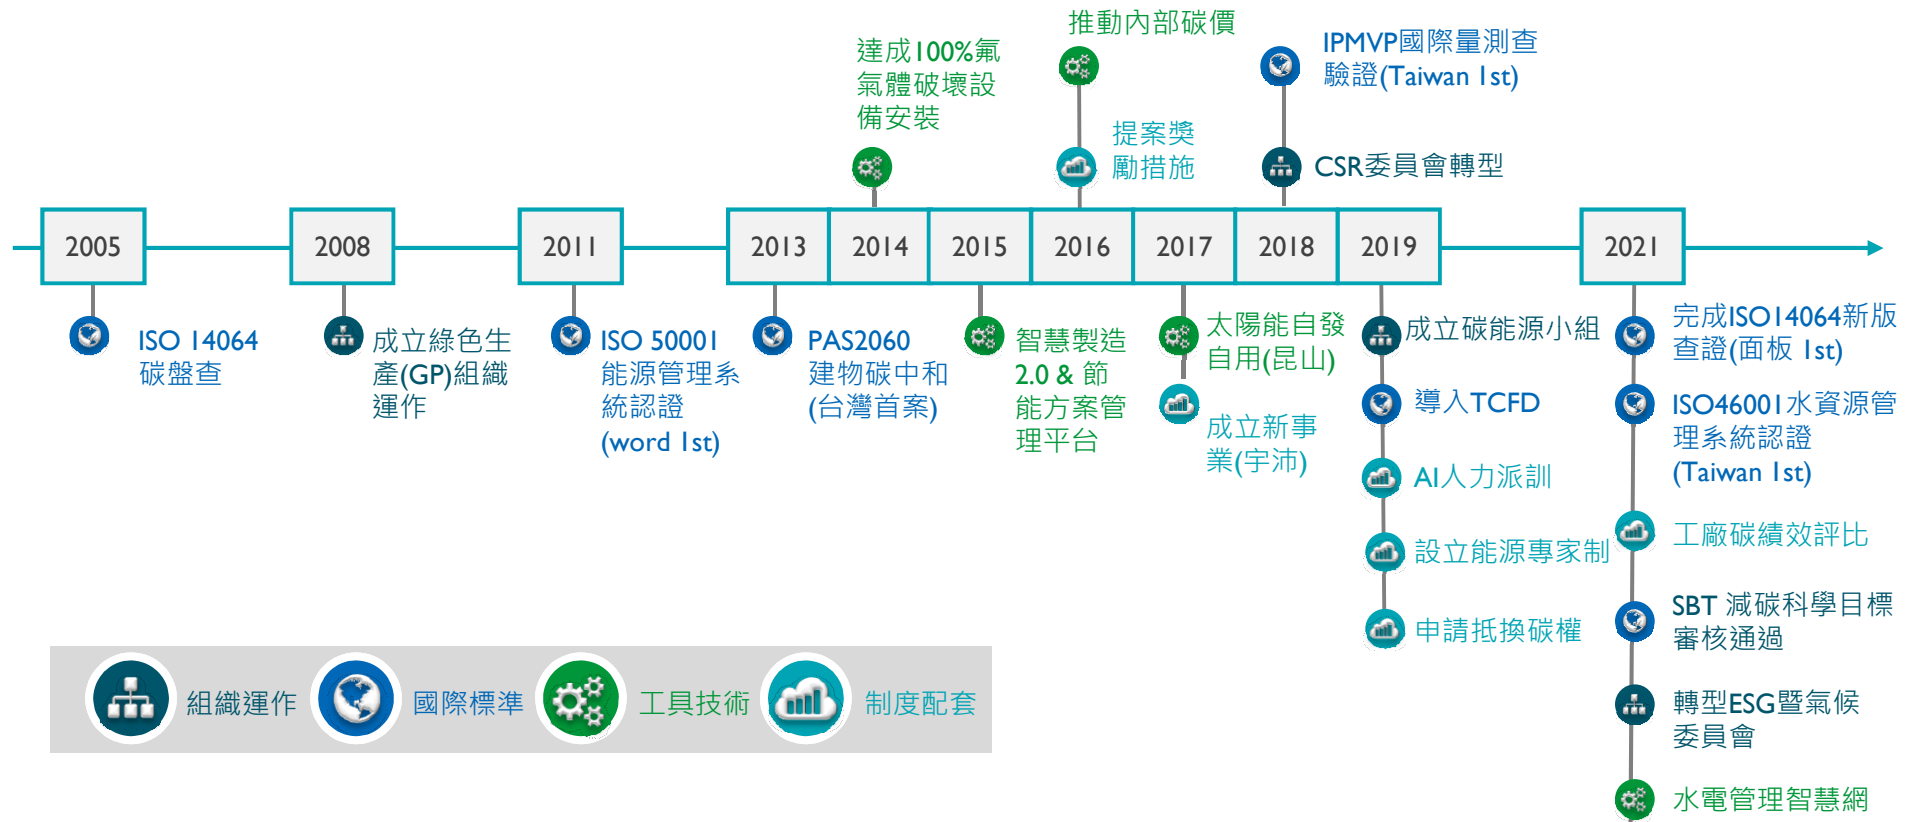 推動內部碳價
達成100%氟
氣體破壞設
備安裝
提案獎
勵措施
IPMVP國際量測查
驗證(Taiwan 1st)
CSR委員會轉型
2005
2008
2011
2013
2014
2015
2016
2017
2018
2019
2021
ISO 14064
碳盤查
成立綠色生
產(GP)組織
運作
ISO 50001
能源管理系
統認證
(word 1st)
PAS2060
建物碳中和
(台灣首案)
智慧製造
2.0 & 節
能方案管
理平台
太陽能自發
自用(昆山)
成立新事
業(宇沛)
成立碳能源小組
導入TCFD
AI人力派訓
設立能源專家制
申請抵換碳權
完成ISO14064新版
查證(面板 1st)
ISO46001水資源管
理系統認證
(Taiwan 1st)
工廠碳績效評比
SBT 減碳科學目標
審核通過
轉型ESG暨氣候
委員會
水電管理智慧網
組織運作
國際標準
工具技術
制度配套